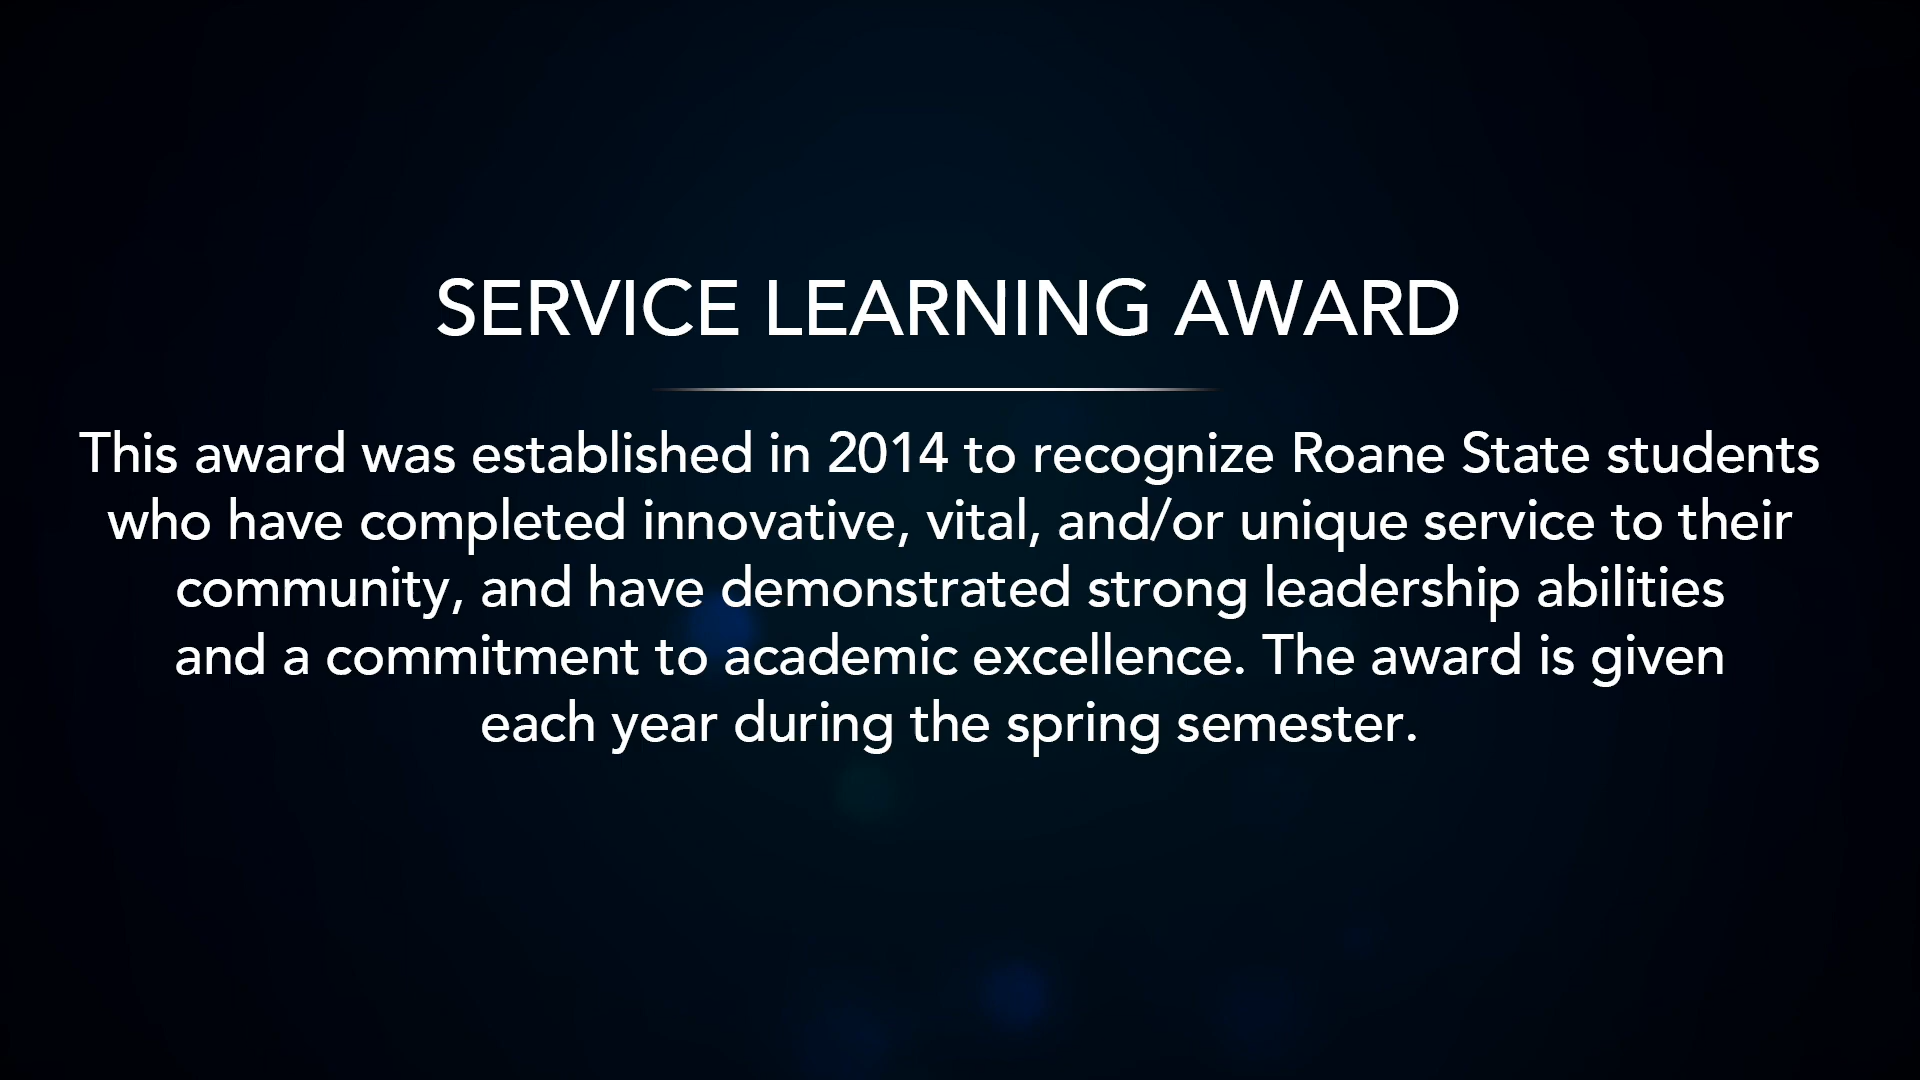 SERVICE LEARNING AWARD
This award was established in 2014 to recognize Roane State students
who have completed innovative, vital, and/or unique service to their
community, and have demonstrated strong leadership abilities
and a commitment to academic excellence. The award is given
each year during the spring semester.